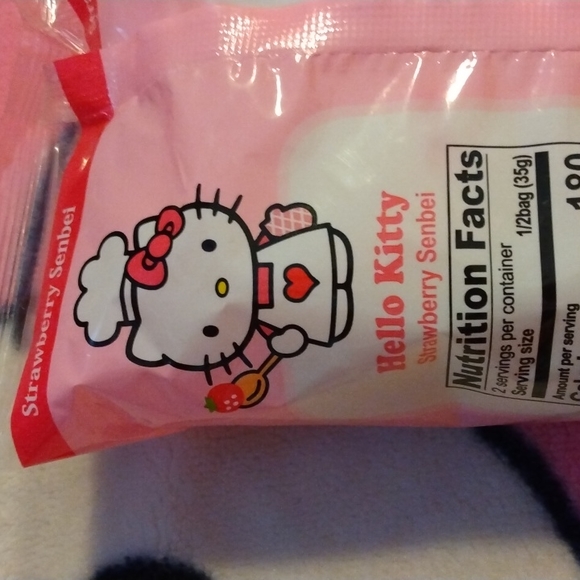 Strawberry Senbei
Hello Kitty
Strawberry Senbei
Nutrition Facts
2 servings per container
Serving size 1/2bag (35g)
Amount per serving